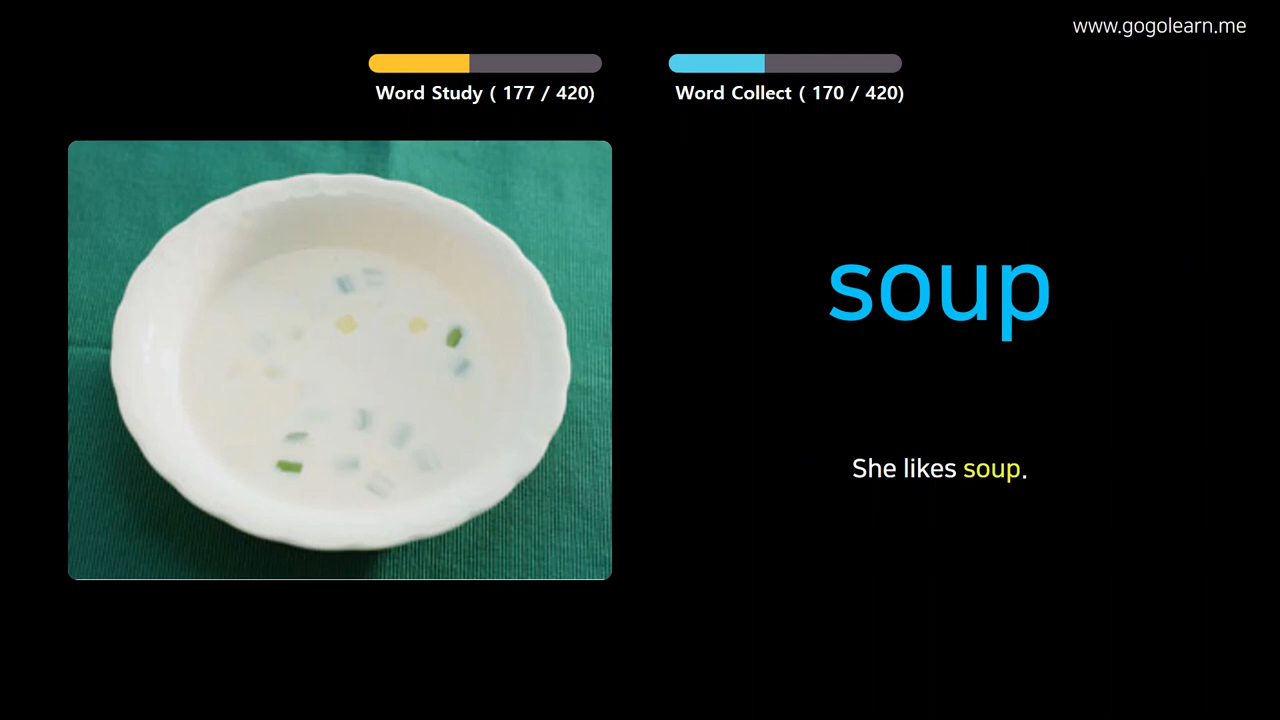 www.gogolearn.me
Word Study ( 177 / 420)
Word Collect ( 170 / 420)
soup
She likes soup.